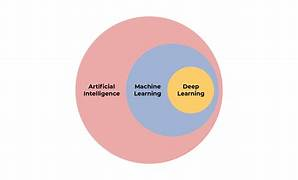 Artificial
Intelligence
Machine
Learning
Deep
Learning